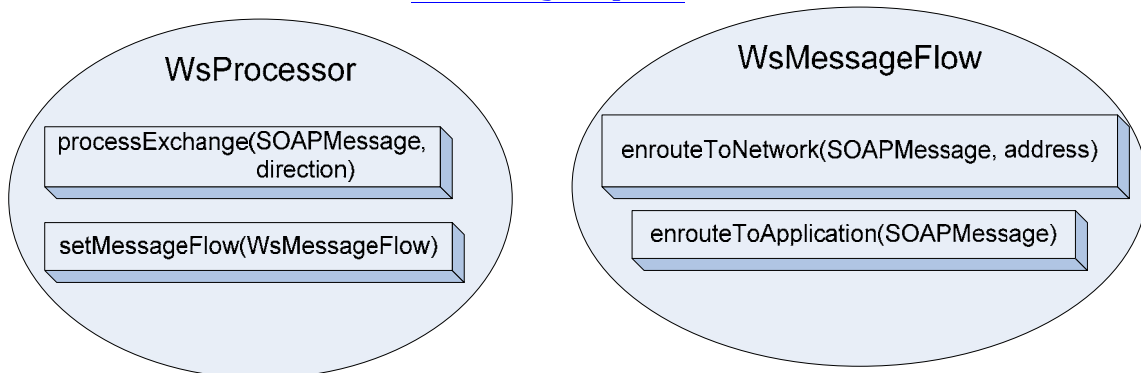 WsProcessor
processExchange(SOAPMessage,
direction)
setMessageFlow(WsMessageFlow)
WsMessageFlow
enrouteToNetwork(SOAPMessage, address)
enrouteToApplication(SOAPMessage)